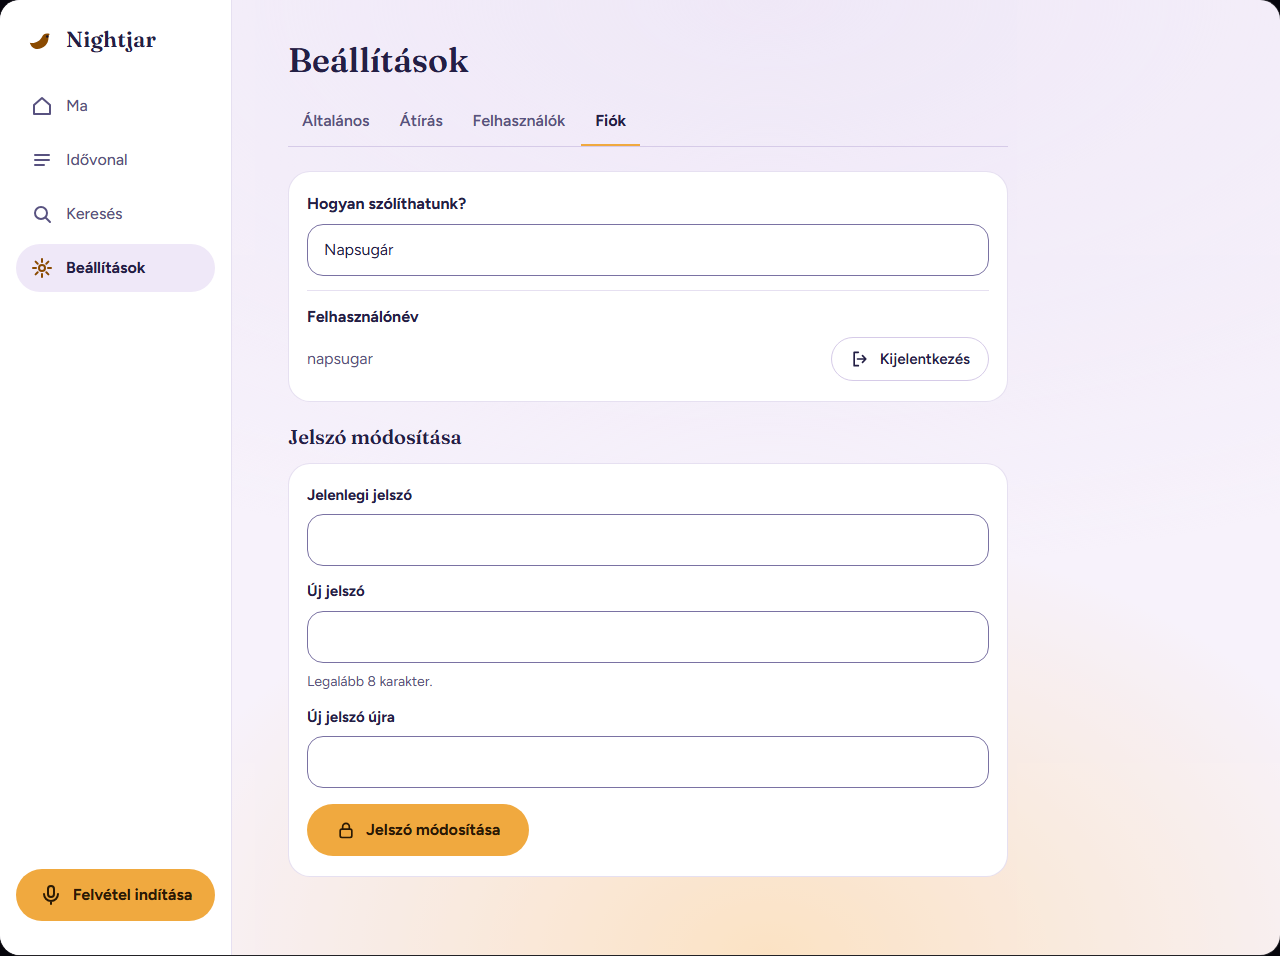 Nightjar
Ma
Idővonal
Keresés
Beállítások
Felvétel indítása
Beállítások
Általános
Átírás
Felhasználók
Fiók
Hogyan szólíthatunk?
Napsugár
Felhasználónév
napsugar
Kijelentkezés
Jelszó módosítása
Jelenlegi jelszó
Új jelszó
Legalább 8 karakter.
Új jelszó újra
Jelszó módosítása